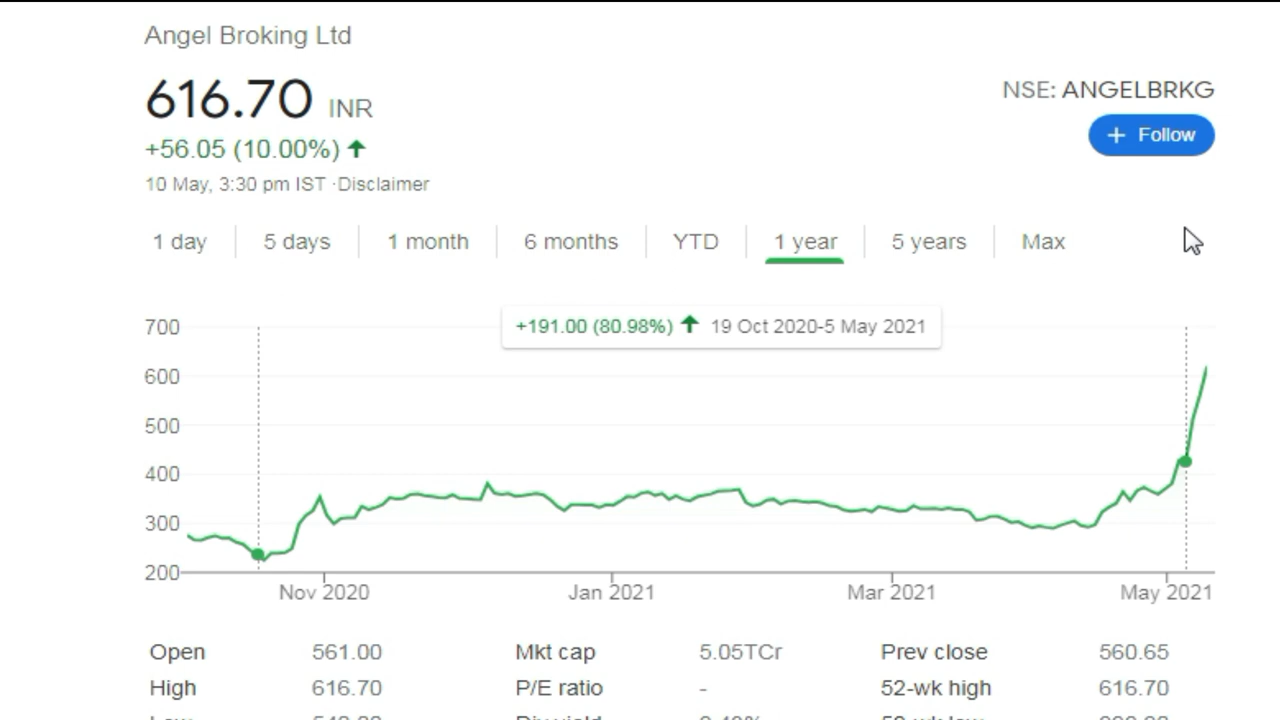 Angel Broking Ltd
616.70 INR
NSE: ANGELBRKG
+56.05 (10.00%)
+ Follow
10 May, 3:30 pm IST ·Disclaimer
1 day 5 days 1 month 6 months YTD 1 year 5 years Max
+191.00 (80.98%) 19 Oct 2020-5 May 2021
700
600
500
400
300
200
Nov 2020 Jan 2021 Mar 2021 May 2021
Open 561.00 Mkt cap 5.05TCr Prev close 560.65
High 616.70 P/E ratio - 52-wk high 616.70